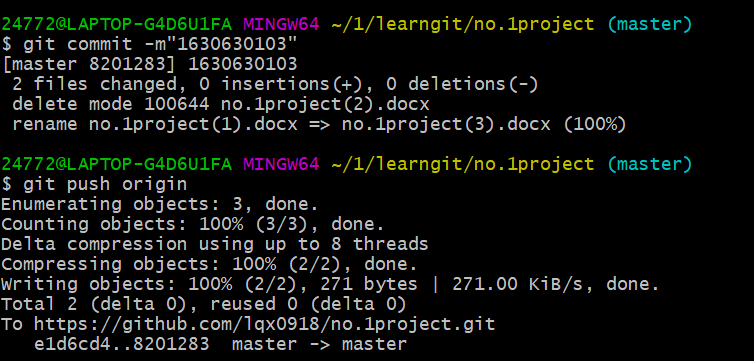 24772@LAPTOP-G4D6U1FA MINGW64 ~/1/learngit/no.1project (master)
$ git commit -m"1630630103"
[master 8201283] 1630630103
 2 files changed, 0 insertions(+), 0 deletions(-)
 delete mode 100644 no.1project(2).docx
 rename no.1project(1).docx => no.1project(3).docx (100%)

24772@LAPTOP-G4D6U1FA MINGW64 ~/1/learngit/no.1project (master)
$ git push origin
Enumerating objects: 3, done.
Counting objects: 100% (3/3), done.
Delta compression using up to 8 threads
Compressing objects: 100% (2/2), done.
Writing objects: 100% (2/2), 271 bytes | 271.00 KiB/s, done.
Total 2 (delta 0), reused 0 (delta 0)
To https://github.com/lqx0918/no.1project.git
   e1d6cd4..8201283  master -> master